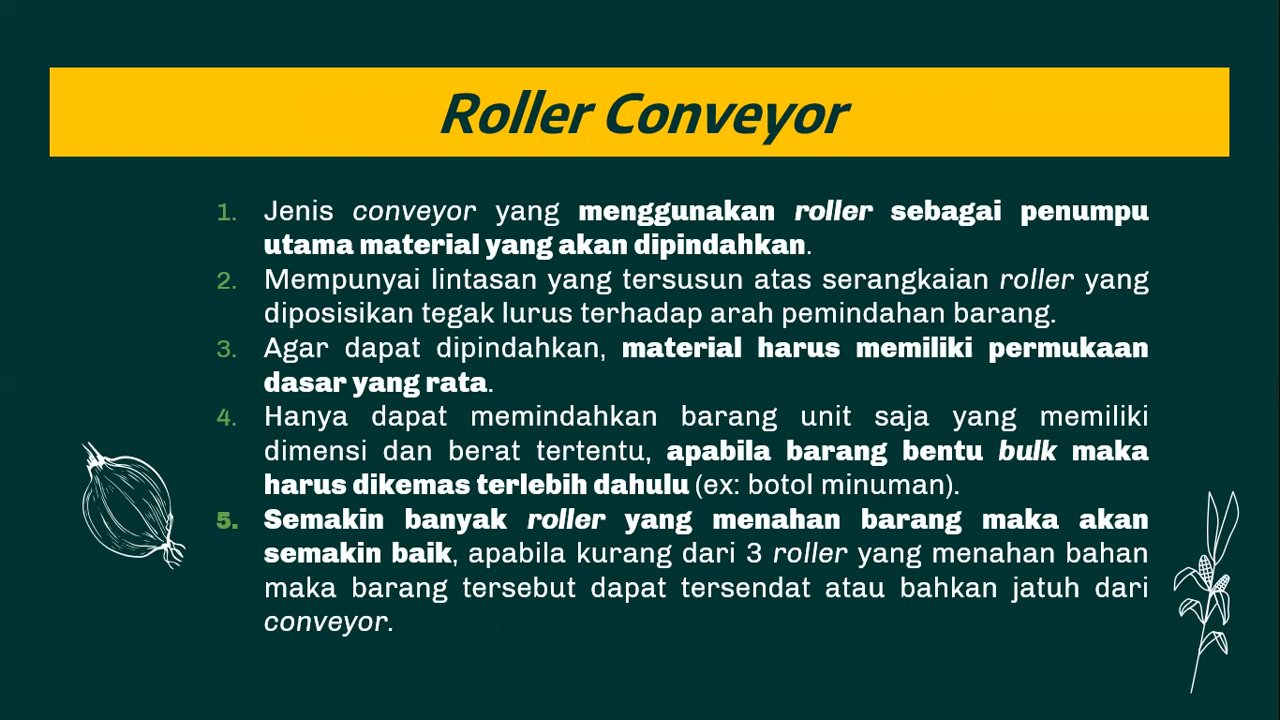 Roller Conveyor
1. Jenis conveyor yang menggunakan roller sebagai penumpu
utama material yang akan dipindahkan.
2. Mempunyai lintasan yang tersusun atas serangkaian roller yang
diposisikan tegak lurus terhadap arah pemindahan barang.
3. Agar dapat dipindahkan, material harus memiliki permukaan
dasar yang rata.
4. Hanya dapat memindahkan barang unit saja yang memiliki
dimensi dan berat tertentu, apabila barang bentu bulk maka
harus dikemas terlebih dahulu (ex: botol minuman).
5. Semakin banyak roller yang menahan barang maka akan
semakin baik, apabila kurang dari 3 roller yang menahan bahan
maka barang tersebut dapat tersendat atau bahkan jatuh dari
conveyor.